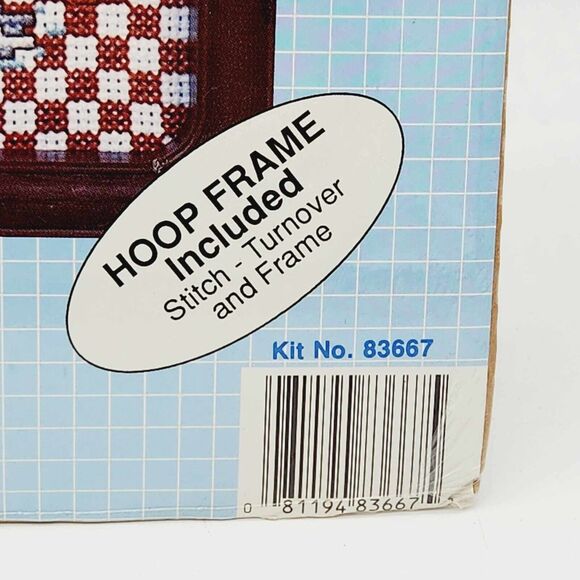 HOOP FRAME
Included
Stitch - Turnover
and Frame
Kit No. 83667
0 81194 83667